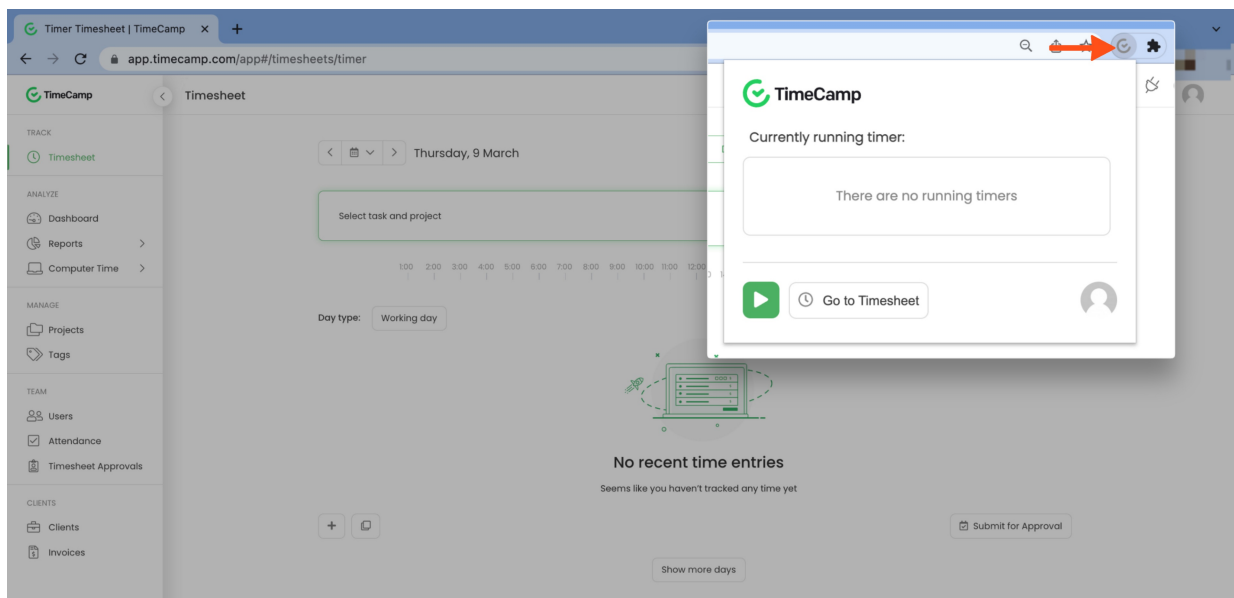 Timer Timesheet | TimeCamp
app.timecamp.com/app#/timesheets/timer
TimeCamp
Timesheet
TRACK
Timesheet
ANALYZE
Dashboard
Reports
Computer Time
MANAGE
Projects
Tags
TEAM
Users
Attendance
Timesheet Approvals
CLIENTS
Clients
Invoices
Thursday, 9 March
Select task and project
1:00 2:00 3:00 4:00 5:00 6:00 7:00 8:00 9:00 10:00 11:00 12:00
Day type: Working day
No recent time entries
Seems like you haven't tracked any time yet
Submit for Approval
Show more days
TimeCamp
Currently running timer:
There are no running timers
Go to Timesheet